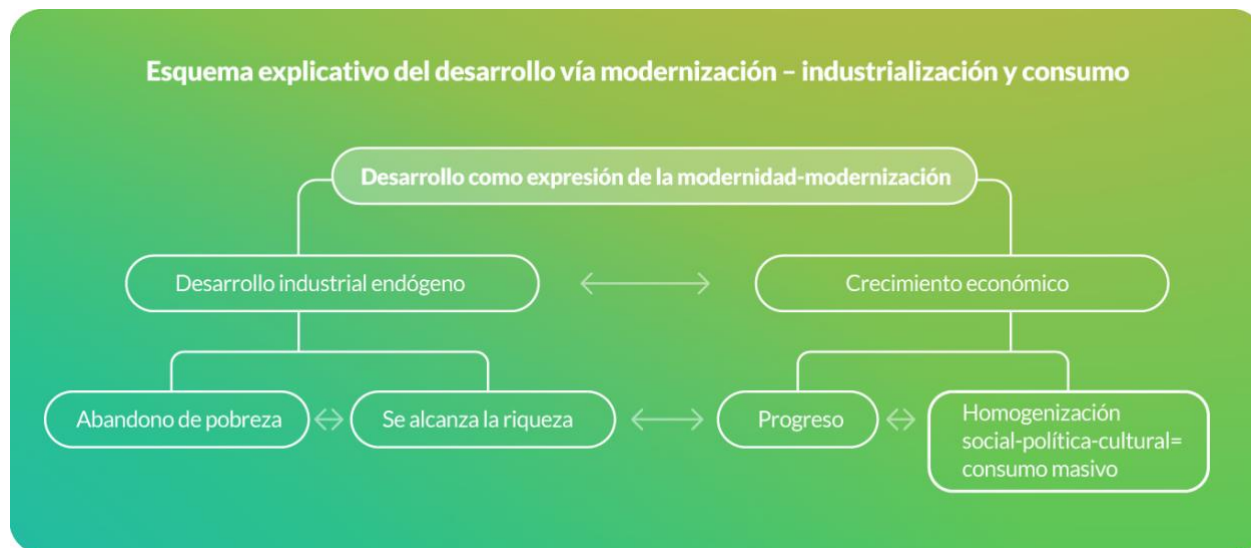 Esquema explicativo del desarrollo vía modernización – industrialización y consumo
Desarrollo como expresión de la modernidad-modernización
Desarrollo industrial endógeno
Crecimiento económico
Abandono de pobreza
Se alcanza la riqueza
Progreso
Homogenización
social-política-cultural=
consumo masivo